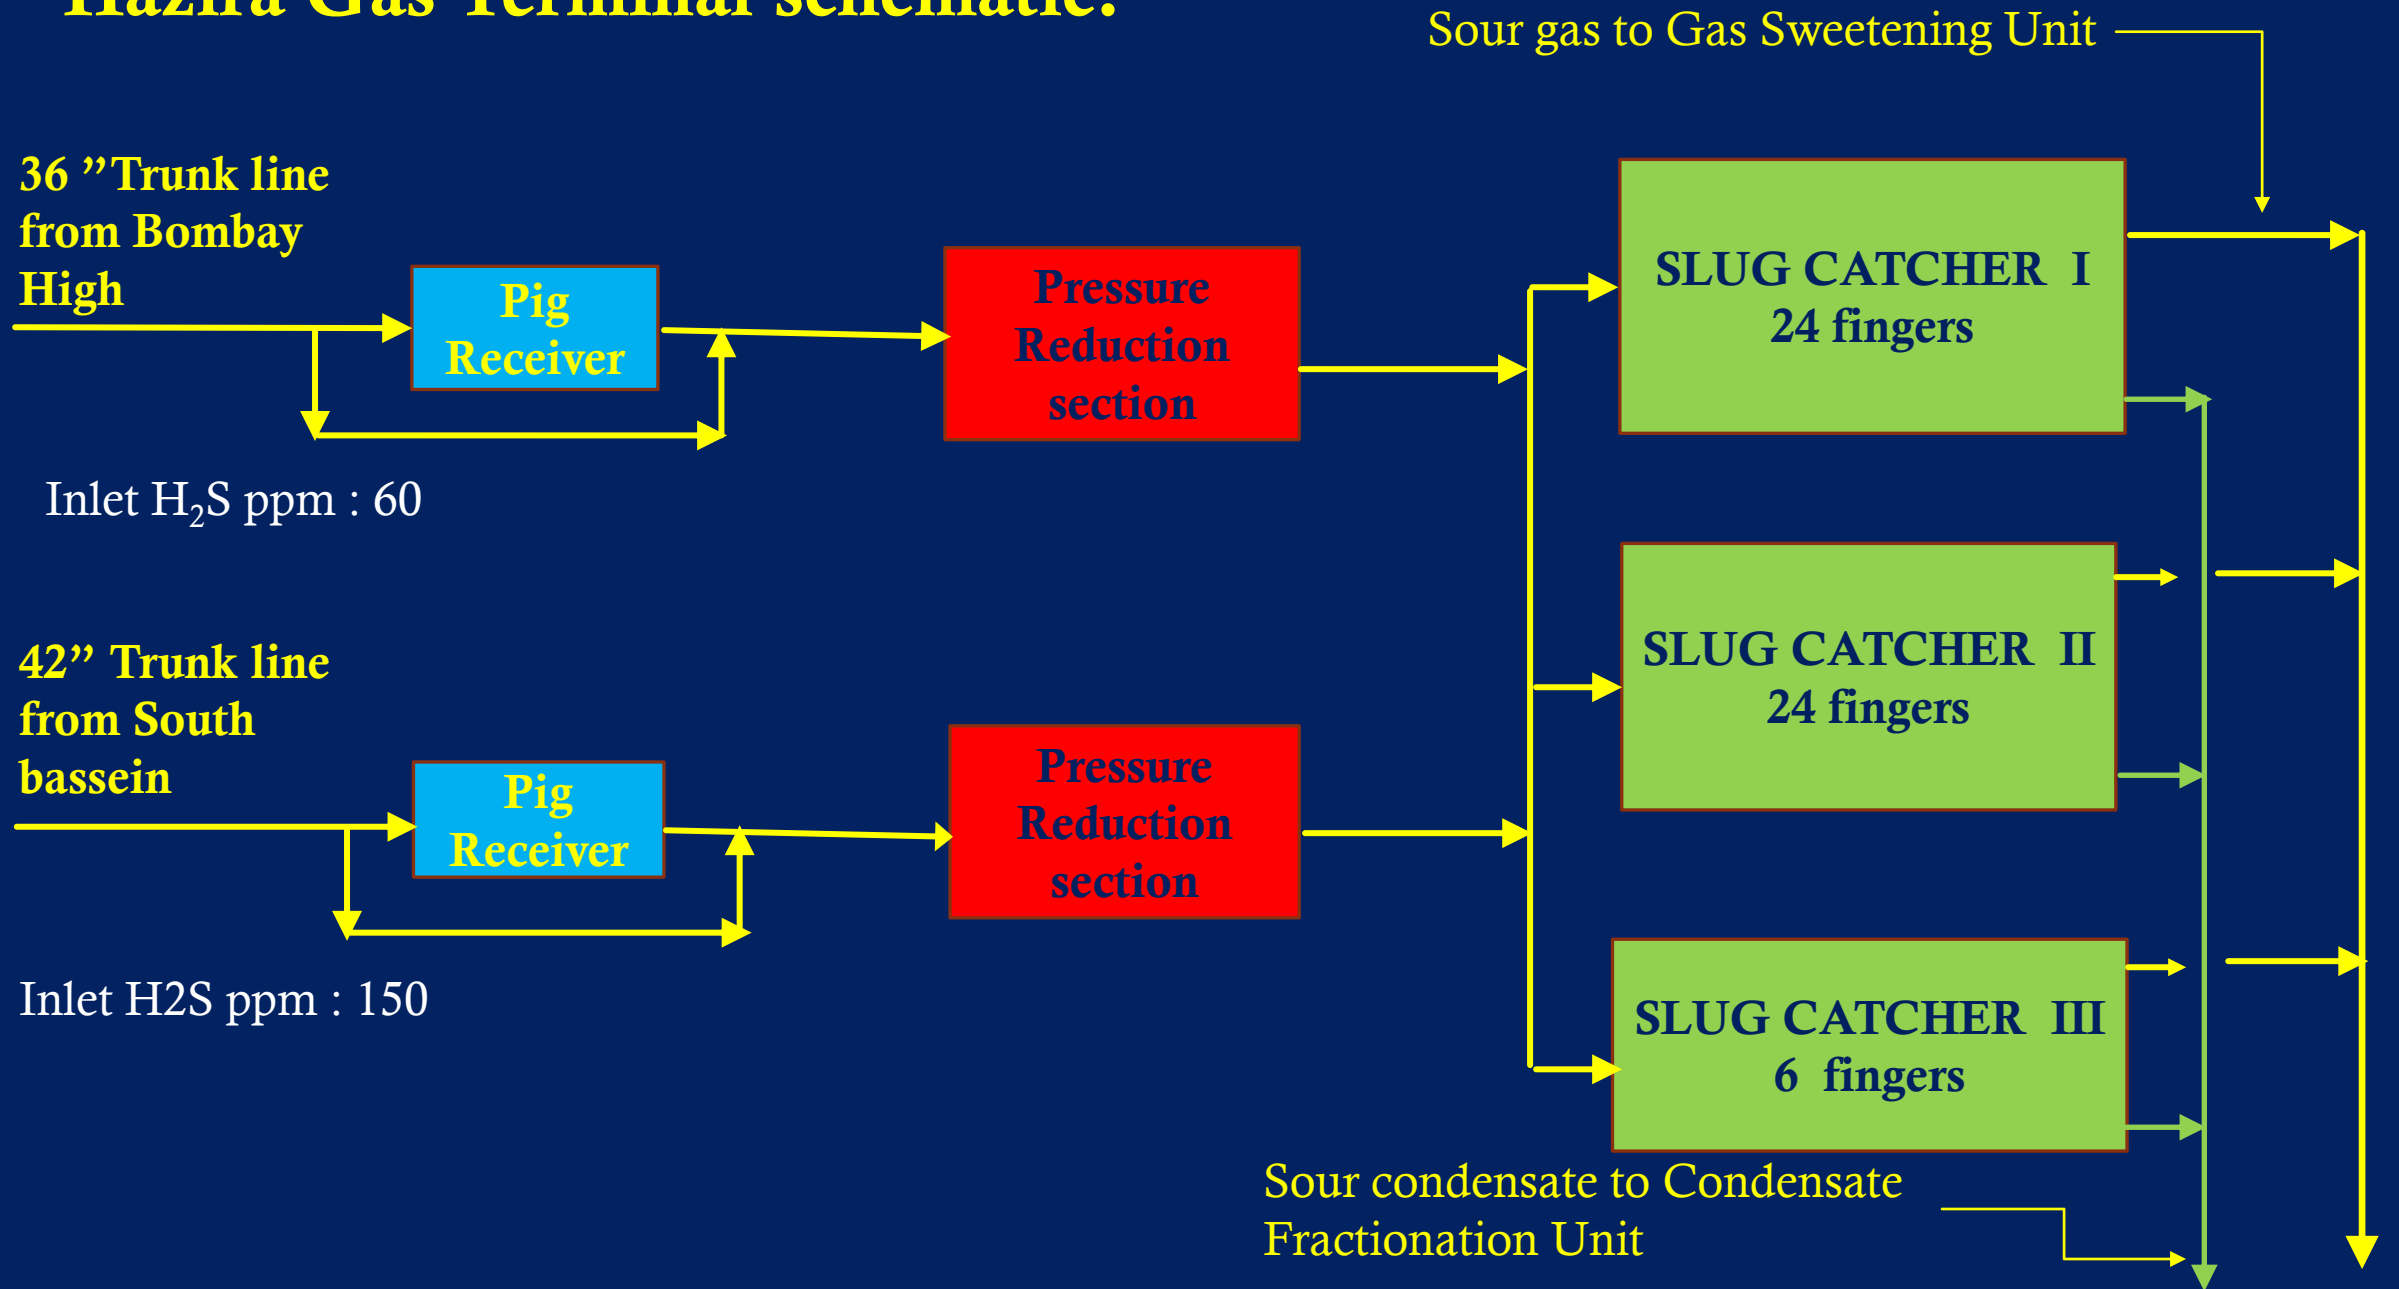 Hazira Gas Terminal schematic.
Sour gas to Gas Sweetening Unit
36 ”Trunk line
from Bombay
High
Pig
Receiver
Pressure
Reduction
section
SLUG CATCHER I
24 fingers
Inlet H₂S ppm : 60
42” Trunk line
from South
bassein
Pig
Receiver
Pressure
Reduction
section
SLUG CATCHER II
24 fingers
Inlet H2S ppm : 150
SLUG CATCHER III
6 fingers
Sour condensate to Condensate
Fractionation Unit